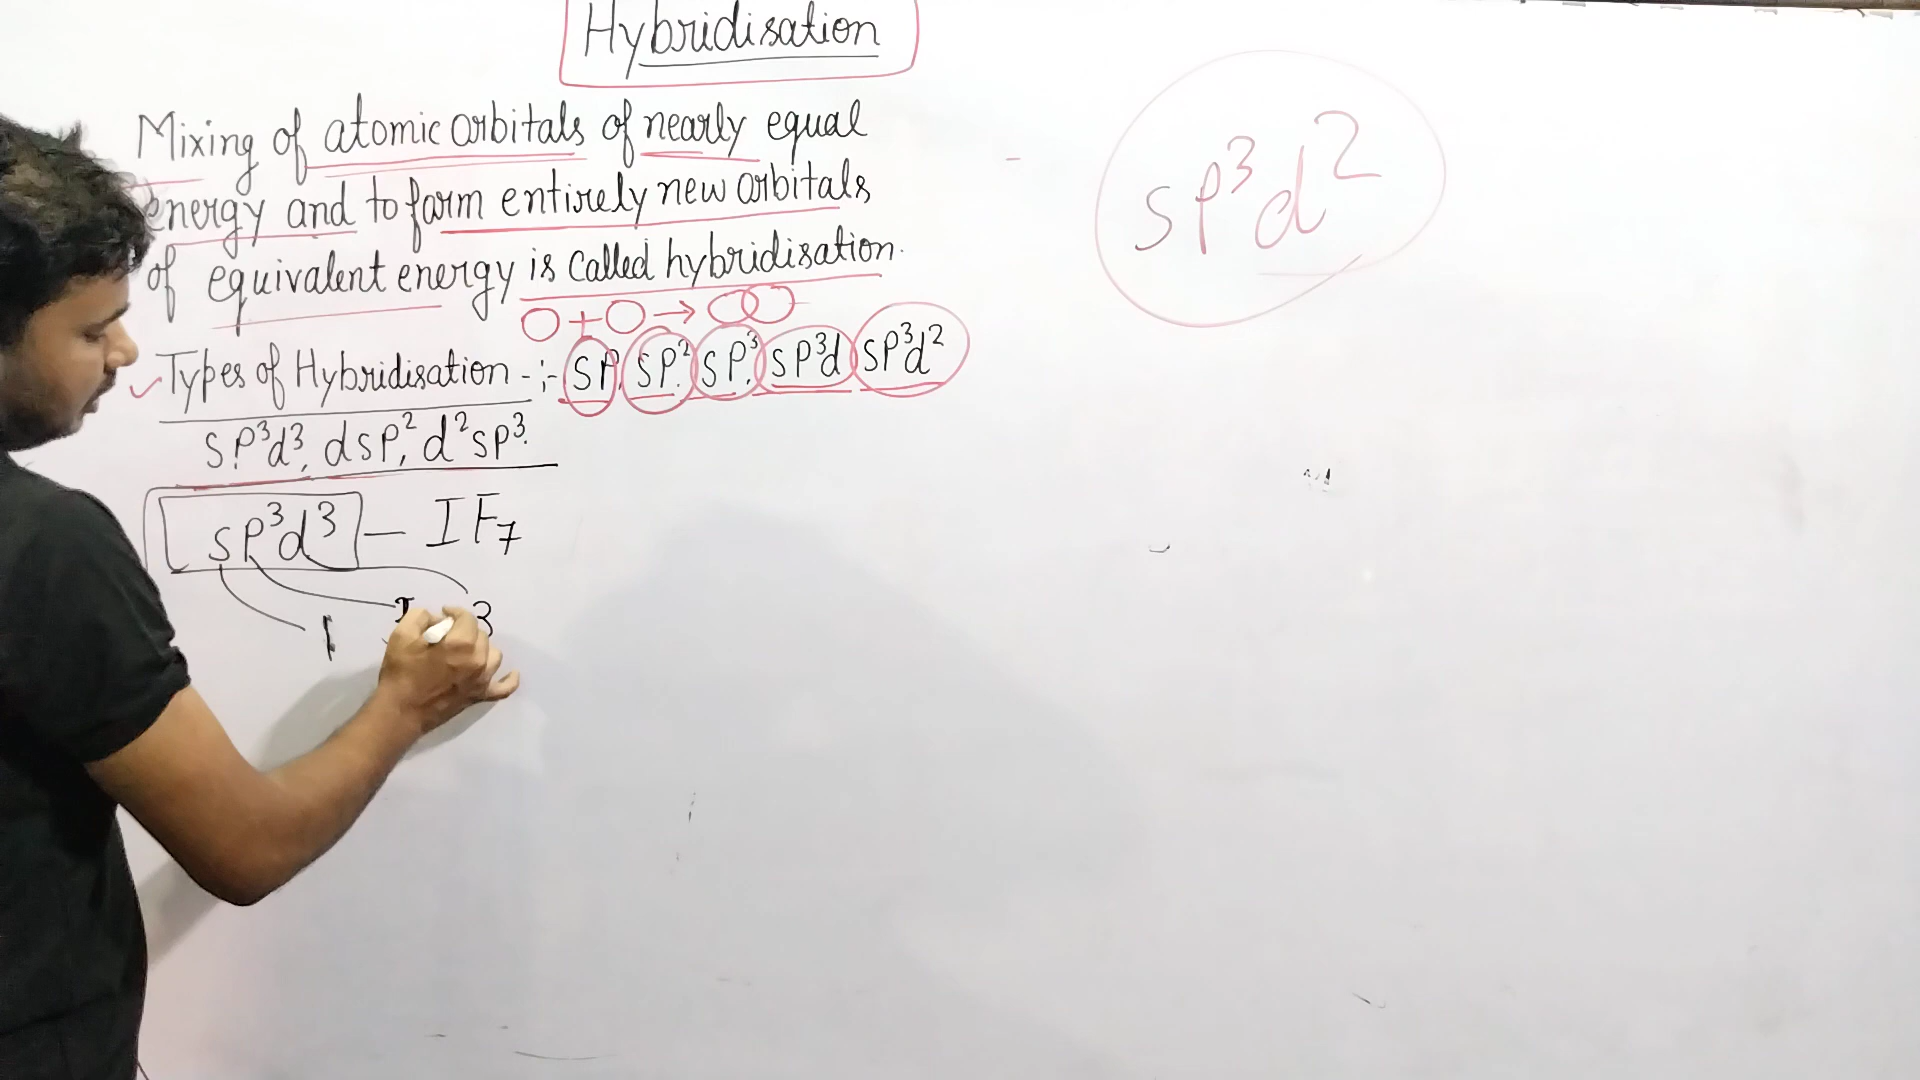 Hybridisation
Mixing of atomic orbitals of nearly equal
energy and to form entirely new orbitals
of equivalent energy is called hybridisation.
○ + ○ →
Types of Hybridisation -:- SP, SP², SP³, SP³d, SP³d²
SP³d³, dsp², d²sp³.
SP³d³ — IF₇
1 3
SP³d²